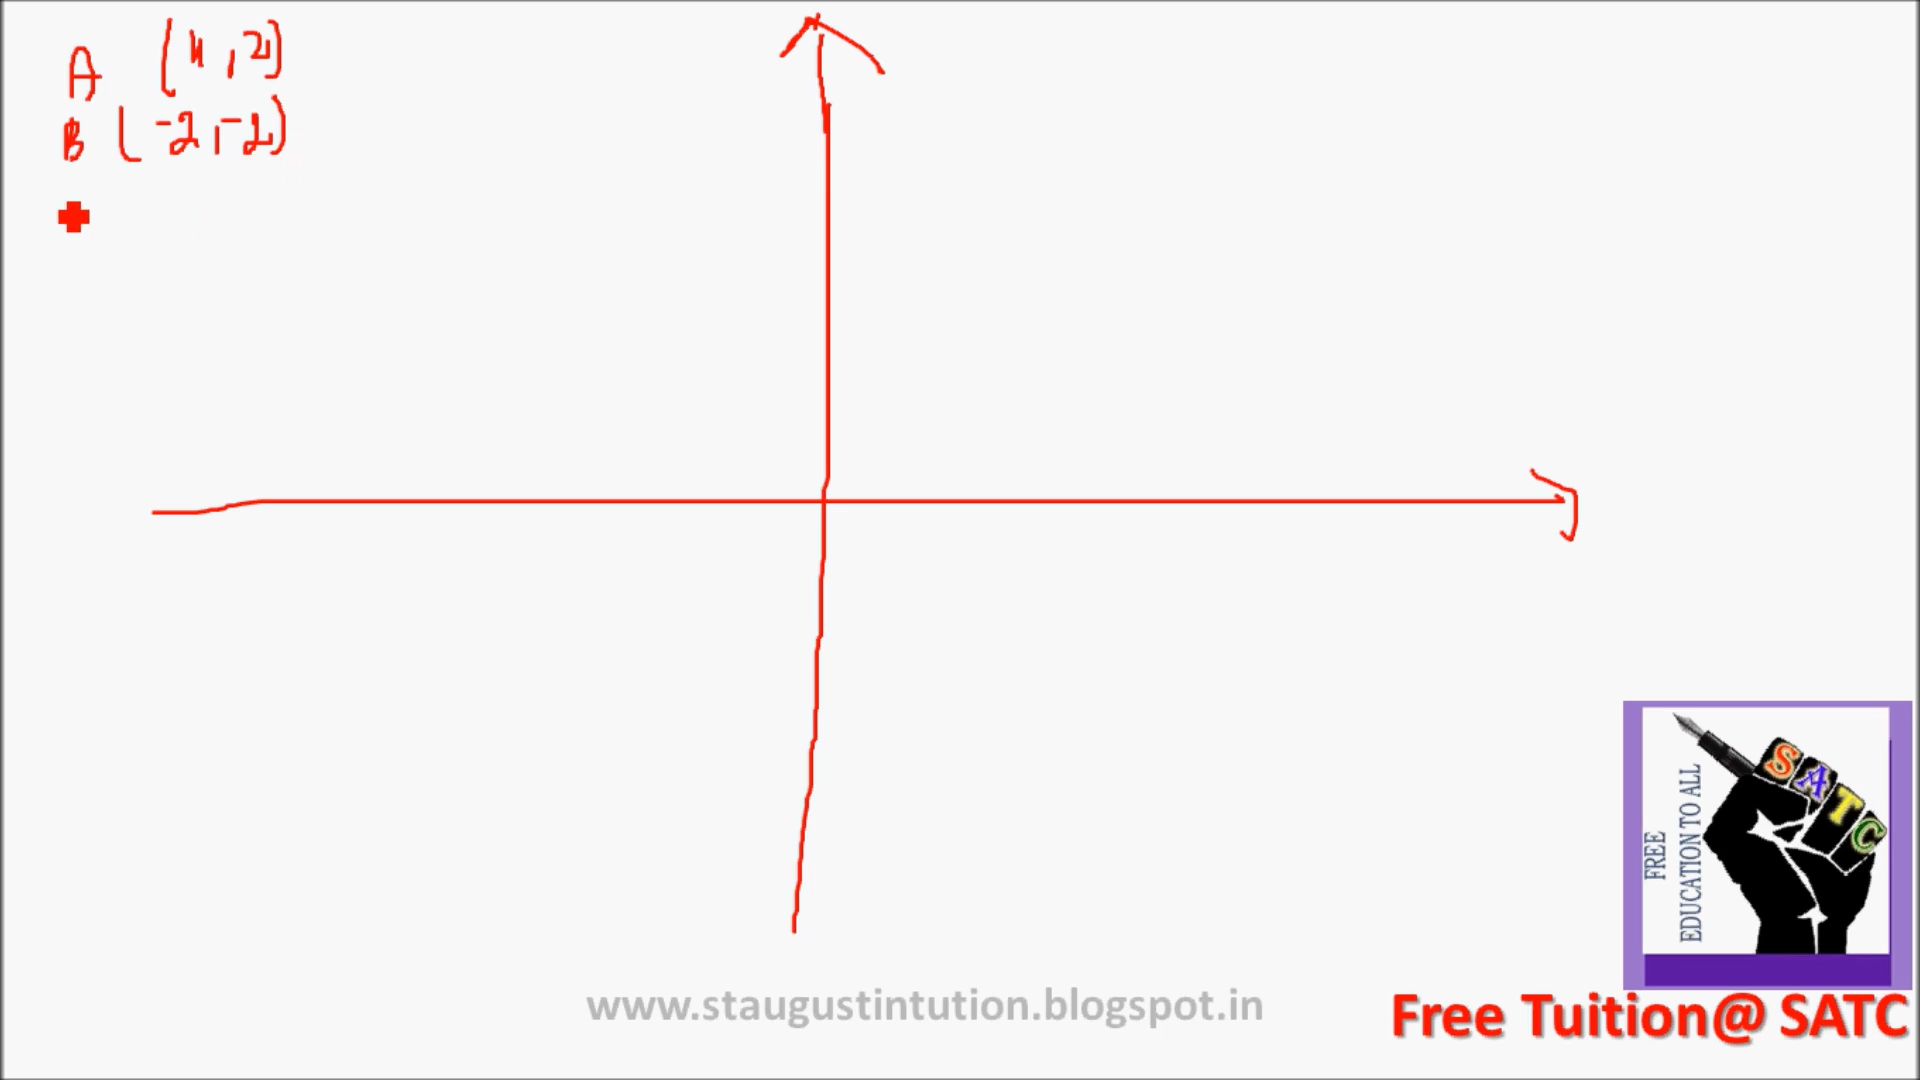 A (4, 2)
B (-2, -2)
SATC
FREE
EDUCATION TO ALL
www.staugustintution.blogspot.in
Free Tuition@ SATC